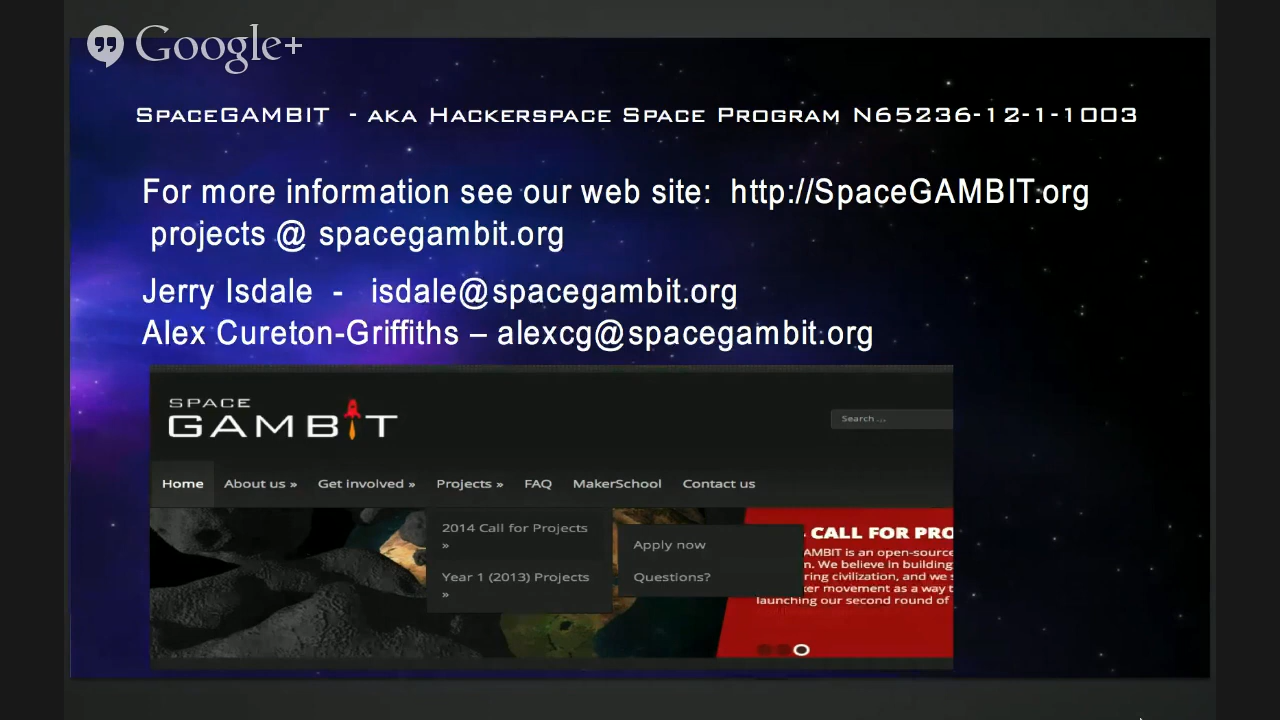 Google+
SPACEGAMBIT - AKA HACKERSPACE SPACE PROGRAM N65236-12-1-1003
For more information see our web site: http://SpaceGAMBIT.org
projects @ spacegambit.org
Jerry Isdale - isdale@spacegambit.org
Alex Cureton-Griffiths – alexcg@spacegambit.org
SPACE
GAMBIT
Search ...
Home About us » Get involved » Projects » FAQ MakerSchool Contact us
2014 Call for Projects
»
Year 1 (2013) Projects
»
Apply now
Questions?
CALL FOR PRO
AMBIT is an open-source
m. We believe in building
ring civilization, and we s
ker movement as a way t
launching our second round of